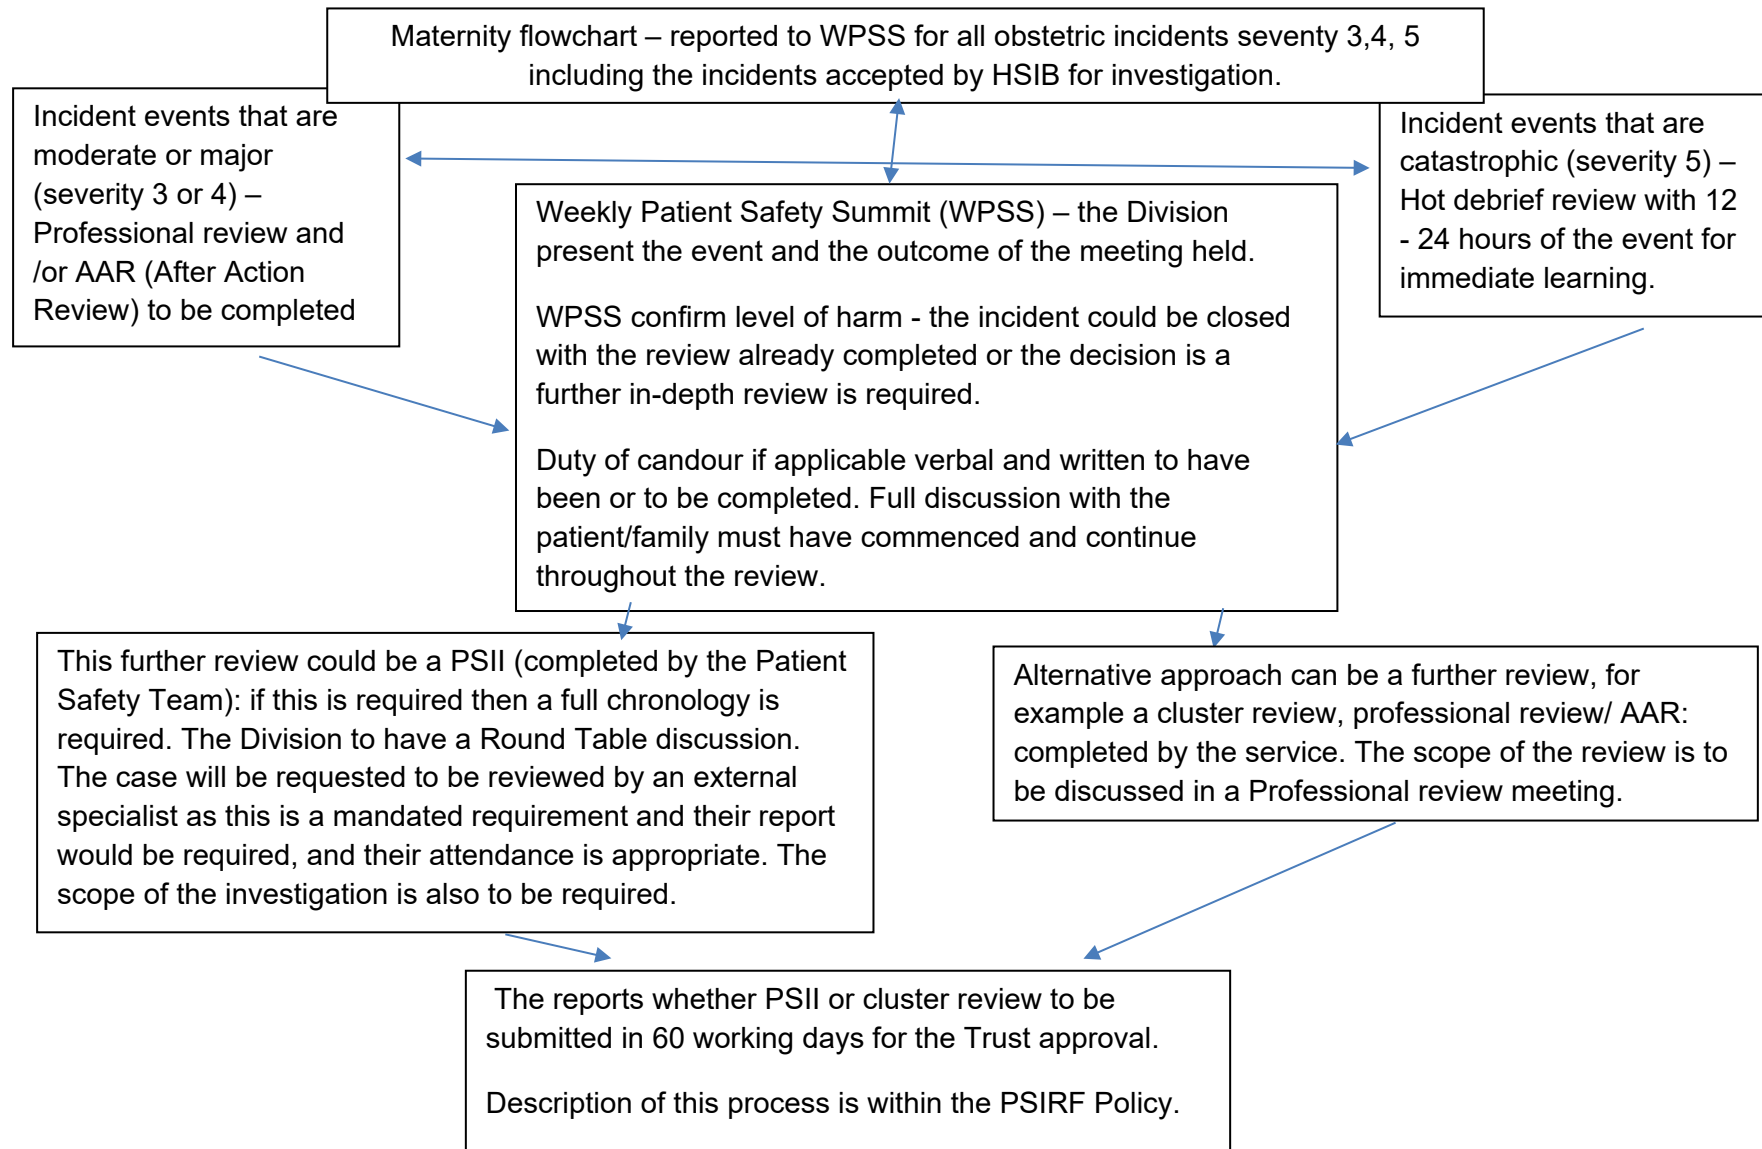 Maternity flowchart – reported to WPSS for all obstetric incidents seventy 3,4, 5
including the incidents accepted by HSIB for investigation.
Incident events that are
moderate or major
(severity 3 or 4) –
Professional review and
/or AAR (After Action
Review) to be completed
Incident events that are
catastrophic (severity 5) –
Hot debrief review with 12
- 24 hours of the event for
immediate learning.
Weekly Patient Safety Summit (WPSS) – the Division
present the event and the outcome of the meeting held.
WPSS confirm level of harm - the incident could be closed
with the review already completed or the decision is a
further in-depth review is required.
Duty of candour if applicable verbal and written to have
been or to be completed. Full discussion with the
patient/family must have commenced and continue
throughout the review.
This further review could be a PSII (completed by the Patient
Safety Team): if this is required then a full chronology is
required. The Division to have a Round Table discussion.
The case will be requested to be reviewed by an external
specialist as this is a mandated requirement and their report
would be required, and their attendance is appropriate. The
scope of the investigation is also to be required.
Alternative approach can be a further review, for
example a cluster review, professional review/ AAR:
completed by the service. The scope of the review is to
be discussed in a Professional review meeting.
The reports whether PSII or cluster review to be
submitted in 60 working days for the Trust approval.
Description of this process is within the PSIRF Policy.